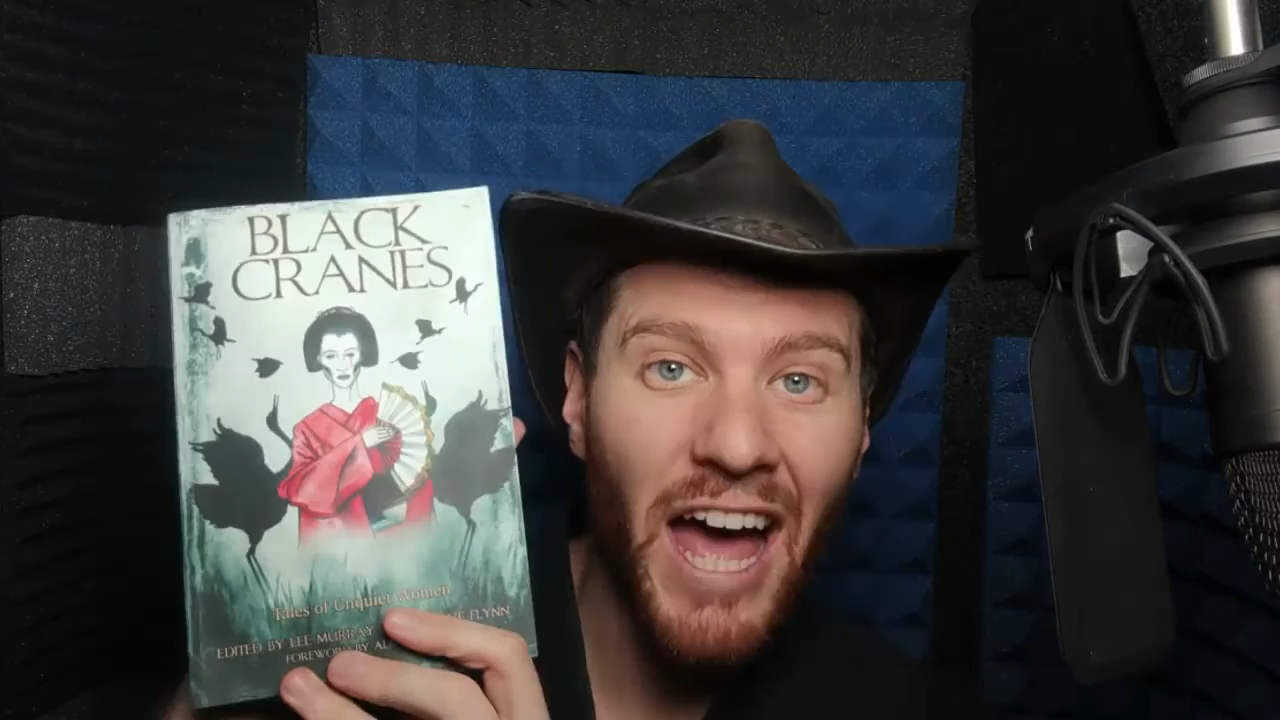 BLACK
CRANES
Tales of Unquiet Women
EDITED BY LEE MURRAY FLYNN
FOREWORD BY